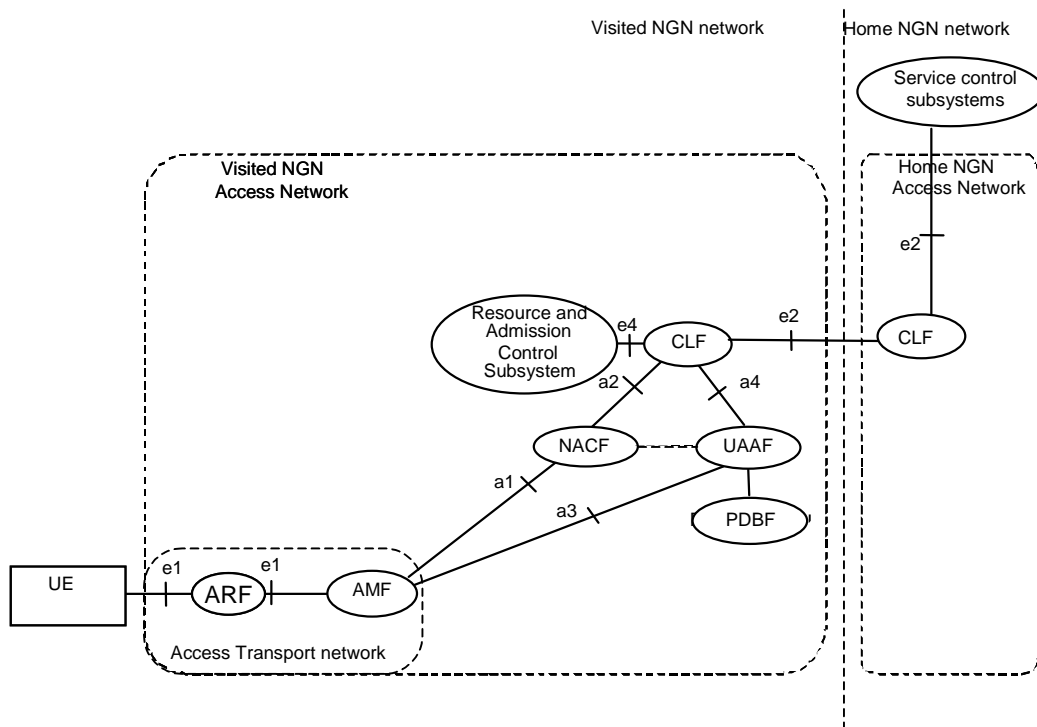 Visited NGN network
Home NGN network
Service control
subsystems
Visited NGN
Access Network
Home NGN
Access Network
e2
Resource and
Admission
Control
Subsystem
e4
CLF
e2
CLF
a2
a4
NACF
UAAF
a1
a3
PDBF
UE
e1
ARF
e1
AMF
Access Transport network